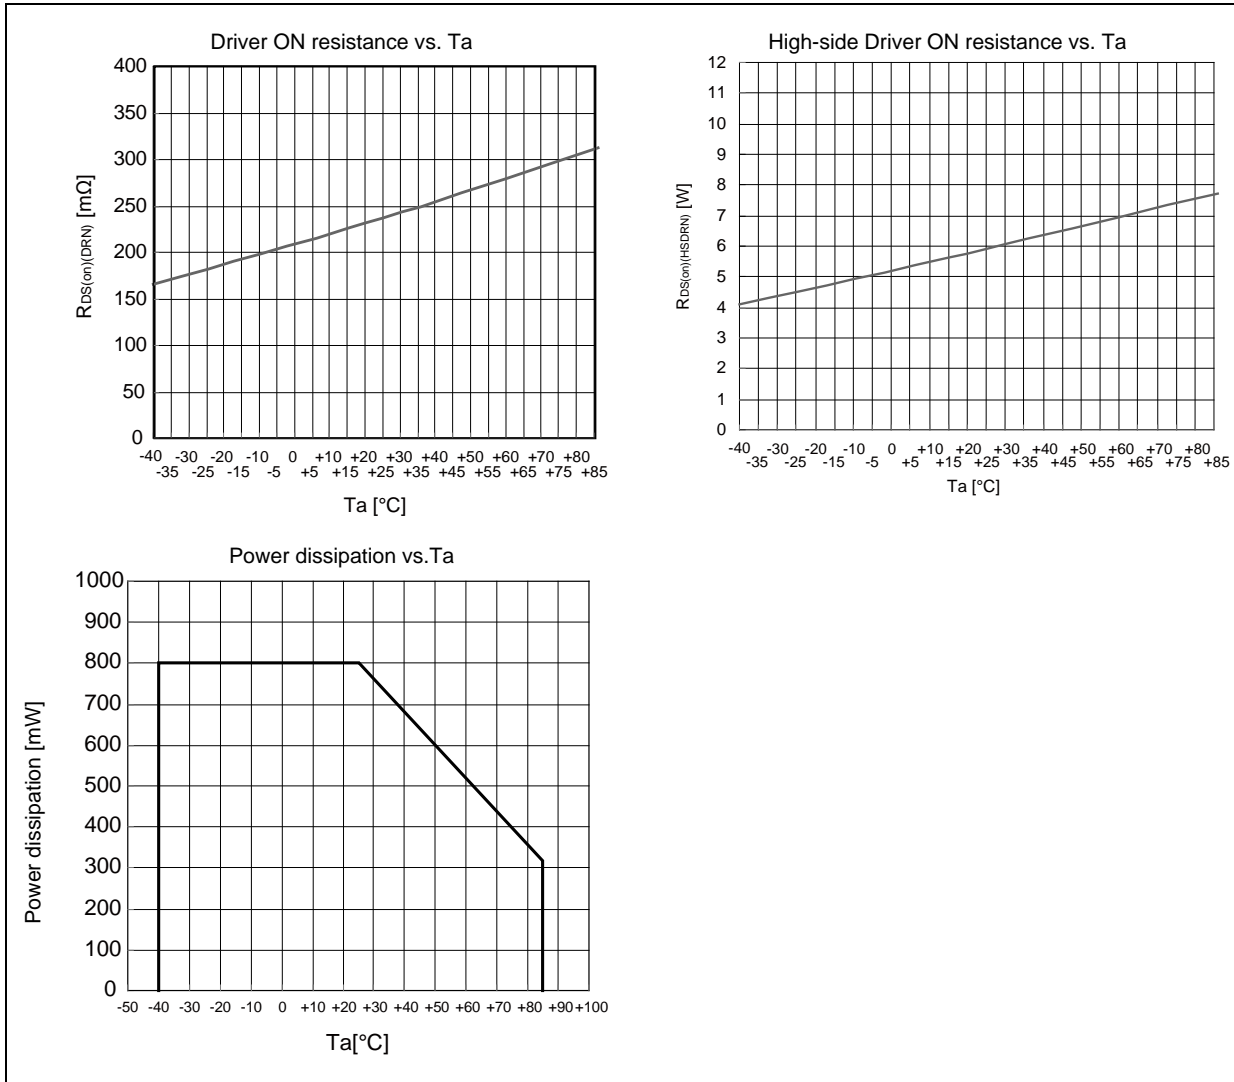 Driver ON resistance vs. Ta
RDS(on)(DRN) [mΩ]
400
350
300
250
200
150
100
50
0
-40 -30 -20 -10 0 +10 +20 +30 +40 +50 +60 +70 +80
-35 -25 -15 -5 +5 +15 +25 +35 +45 +55 +65 +75 +85
Ta [°C]
High-side Driver ON resistance vs. Ta
RDS(on)(HSDRN) [W]
12
11
10
9
8
7
6
5
4
3
2
1
0
-40 -30 -20 -10 0 +10 +20 +30 +40 +50 +60 +70 +80
-35 -25 -15 -5 +5 +15 +25 +35 +45 +55 +65 +75 +85
Ta [°C]
Power dissipation vs.Ta
Power dissipation [mW]
1000
900
800
700
600
500
400
300
200
100
0
-50 -40 -30 -20 -10 0 +10 +20 +30 +40 +50 +60 +70 +80 +90 +100
Ta[°C]